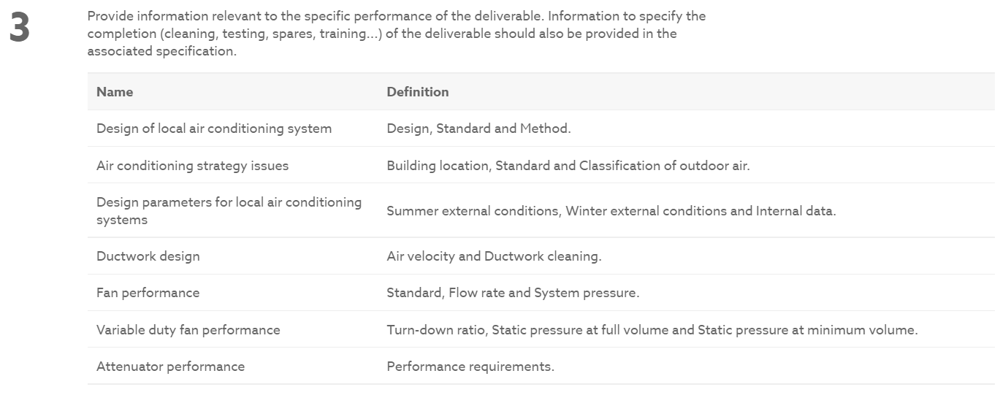 3
Provide information relevant to the specific performance of the deliverable. Information to specify the
completion (cleaning, testing, spares, training...) of the deliverable should also be provided in the
associated specification.
Name Definition
Design of local air conditioning system Design, Standard and Method.
Air conditioning strategy issues Building location, Standard and Classification of outdoor air.
Design parameters for local air conditioning
systems
Summer external conditions, Winter external conditions and Internal data.
Ductwork design Air velocity and Ductwork cleaning.
Fan performance Standard, Flow rate and System pressure.
Variable duty fan performance Turn-down ratio, Static pressure at full volume and Static pressure at minimum volume.
Attenuator performance Performance requirements.